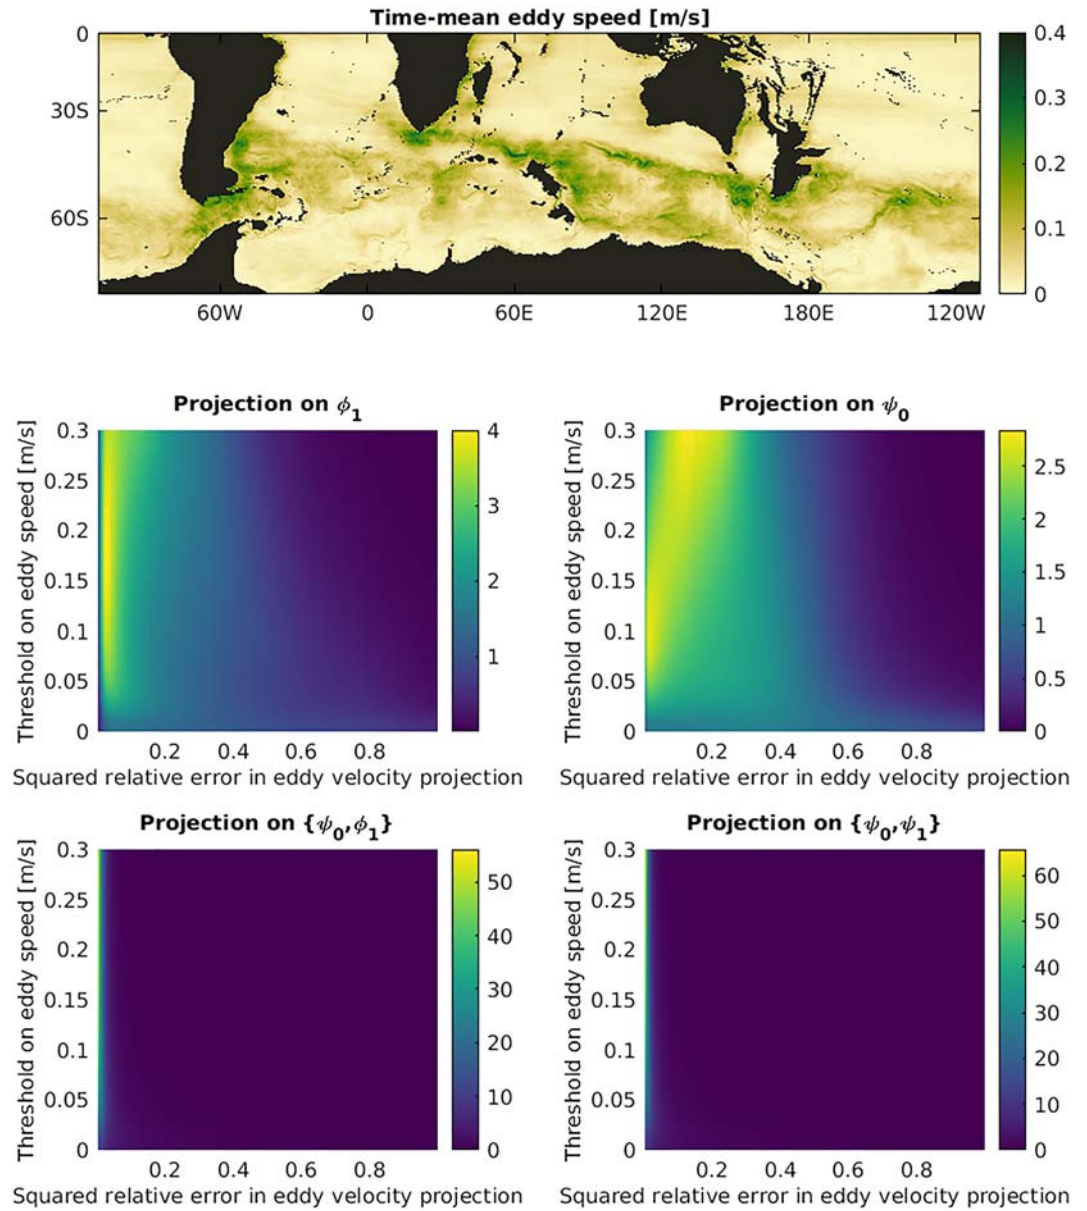 Time-mean eddy speed [m/s]
0
30S
60S
60W 0 60E 120E 180E 120W
0.4
0.3
0.2
0.1
0
Projection on ϕ₁
Threshold on eddy speed [m/s]
0.3
0.25
0.2
0.15
0.1
0.05
0
0.2 0.4 0.6 0.8
Squared relative error in eddy velocity projection
4
3
2
1
Projection on ψ₀
Threshold on eddy speed [m/s]
0.3
0.25
0.2
0.15
0.1
0.05
0
0.2 0.4 0.6 0.8
Squared relative error in eddy velocity projection
2.5
2
1.5
1
0.5
0
Projection on {ψ₀,ϕ₁}
Threshold on eddy speed [m/s]
0.3
0.25
0.2
0.15
0.1
0.05
0
0.2 0.4 0.6 0.8
Squared relative error in eddy velocity projection
50
40
30
20
10
0
Projection on {ψ₀,ψ₁}
Threshold on eddy speed [m/s]
0.3
0.25
0.2
0.15
0.1
0.05
0
0.2 0.4 0.6 0.8
Squared relative error in eddy velocity projection
60
50
40
30
20
10
0